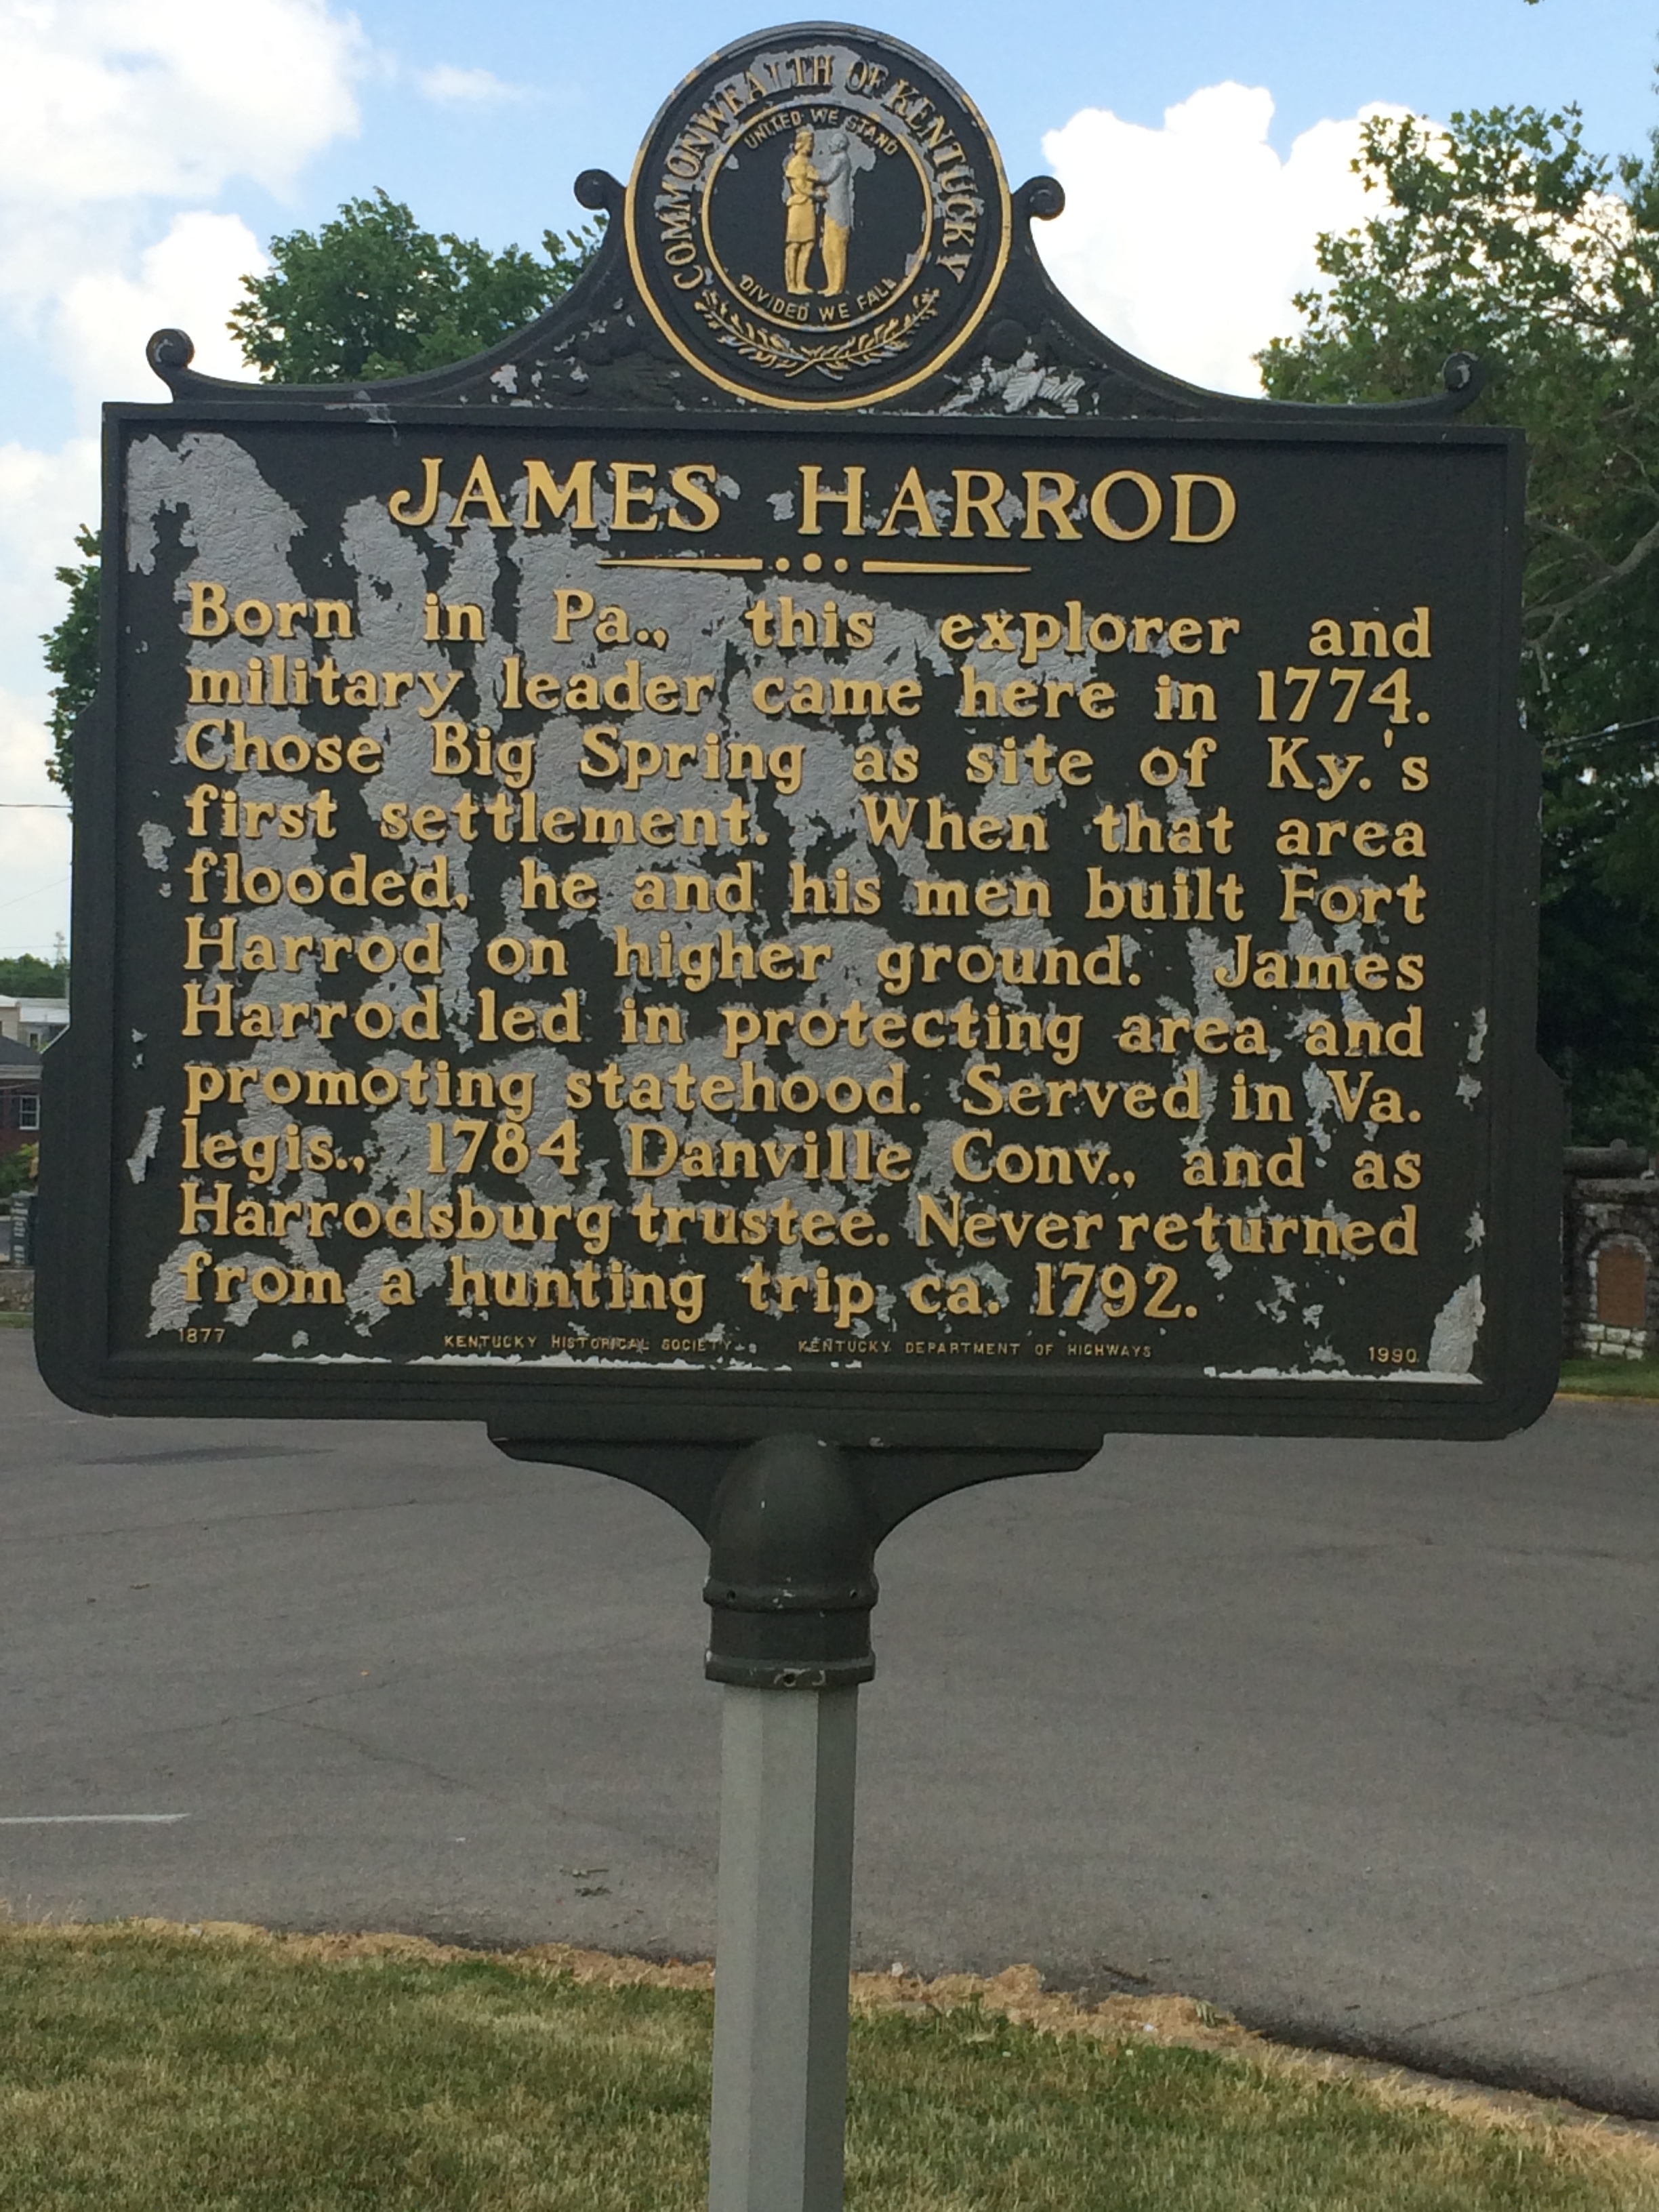 COMMONWEALTH OF KENTUCKY
UNITED WE STAND
DIVIDED WE FALL
JAMES HARROD
Born in Pa., this explorer and
military leader came here in 1774.
Chose Big Spring as site of Ky.'s
first settlement. When that area
flooded, he and his men built Fort
Harrod on higher ground. James
Harrod led in protecting area and
promoting statehood. Served in Va.
legis., 1784 Danville Conv., and as
Harrodsburg trustee. Never returned
from a hunting trip ca. 1792.
1877 KENTUCKY HISTORICAL SOCIETY KENTUCKY DEPARTMENT OF HIGHWAYS 1990